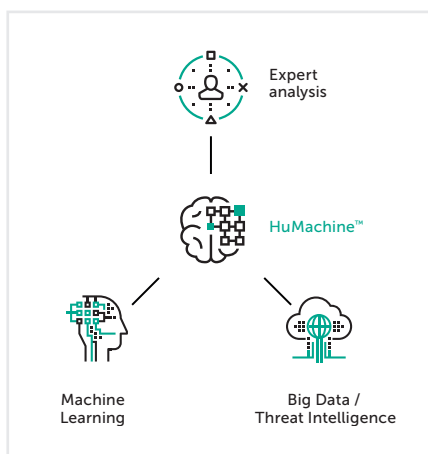 Expert
analysis
HuMachine™
Machine
Learning
Big Data /
Threat Intelligence